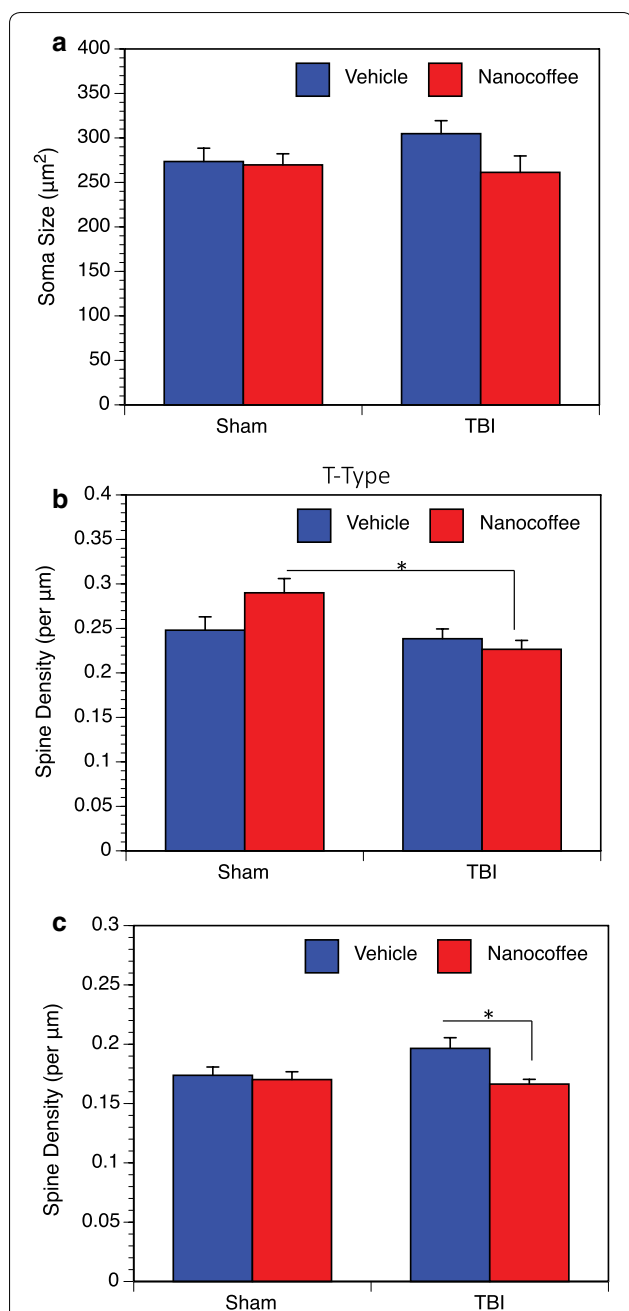 a
Vehicle Nanocoffee
Soma Size (µm²)
400
350
300
250
200
150
100
50
0
Sham TBI
T-Type
b
Vehicle Nanocoffee
Spine Density (per µm)
0.4
0.35
0.3
0.25
0.2
0.15
0.1
0.05
0
*
Sham TBI
c
Vehicle Nanocoffee
Spine Density (per µm)
0.3
0.25
0.2
0.15
0.1
0.05
0
*
Sham TBI